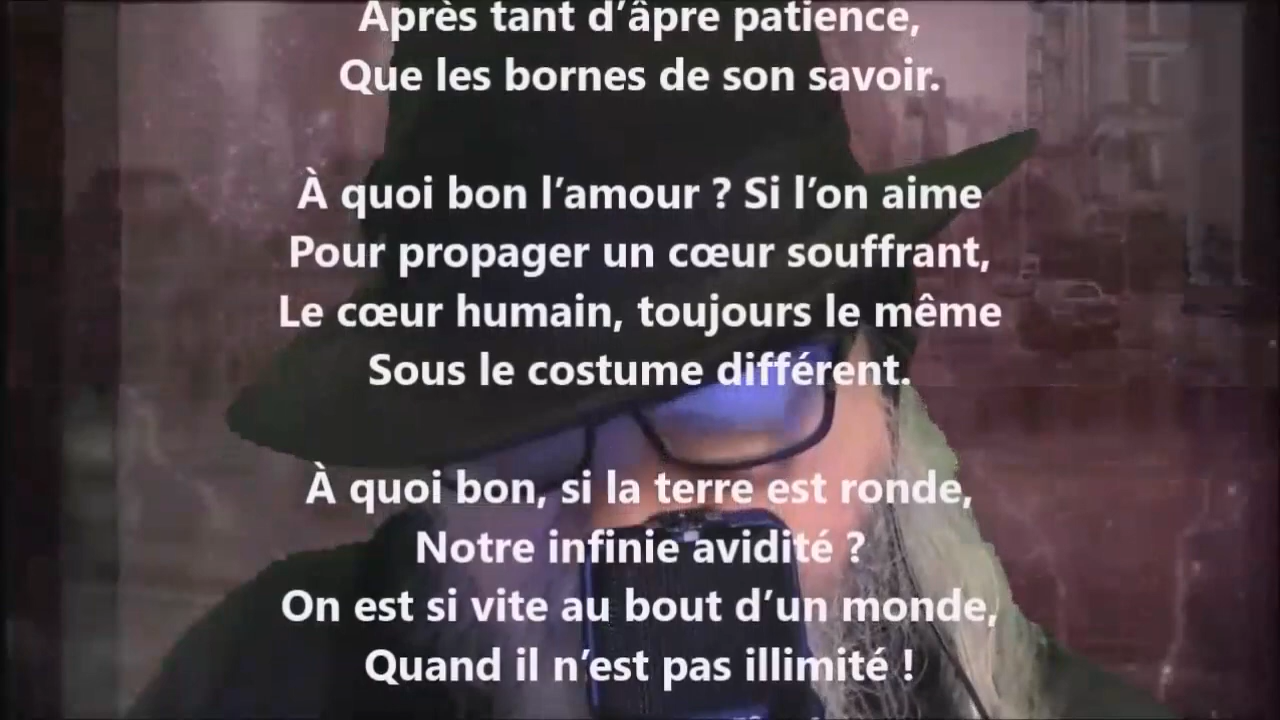 Après tant d’âpre patience,
Que les bornes de son savoir.
À quoi bon l’amour ? Si l’on aime
Pour propager un cœur souffrant,
Le cœur humain, toujours le même
Sous le costume différent.
À quoi bon, si la terre est ronde,
Notre infinie avidité ?
On est si vite au bout d’un monde,
Quand il n’est pas illimité !